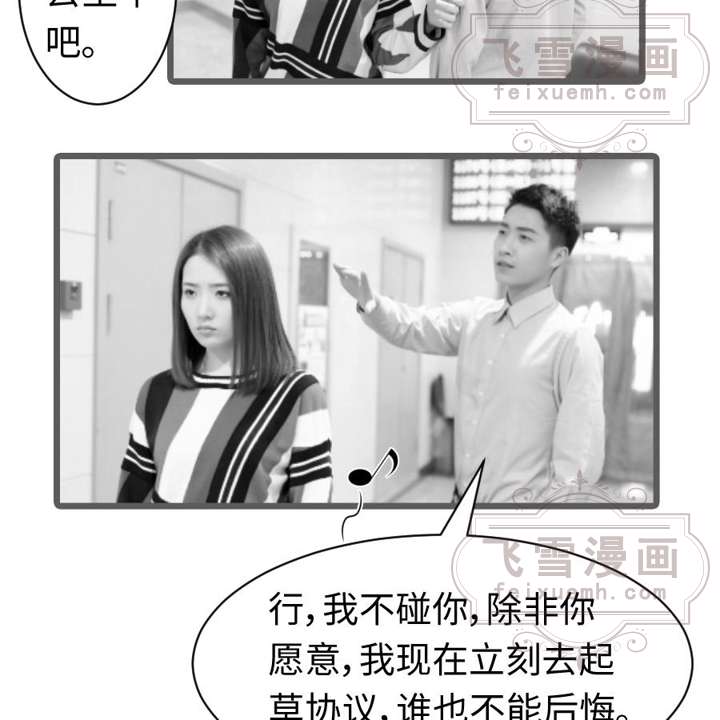 吧。
飞雪漫画
feixuemh.com
飞雪漫画
feixuemh.com
行，我不碰你，除非你
愿意，我现在立刻去起
草协议，谁也不能后悔。